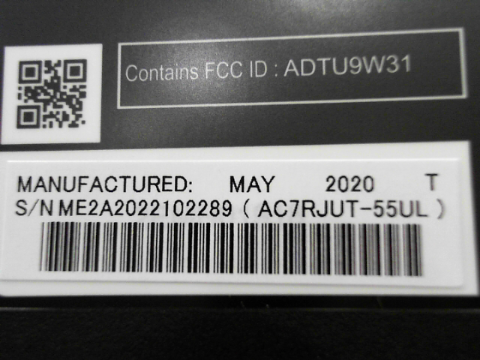 Contains FCC ID : ADTU9W31
MANUFACTURED: MAY 2020 T
S/N ME2A2022102289 ( AC7RJUT-55UL )